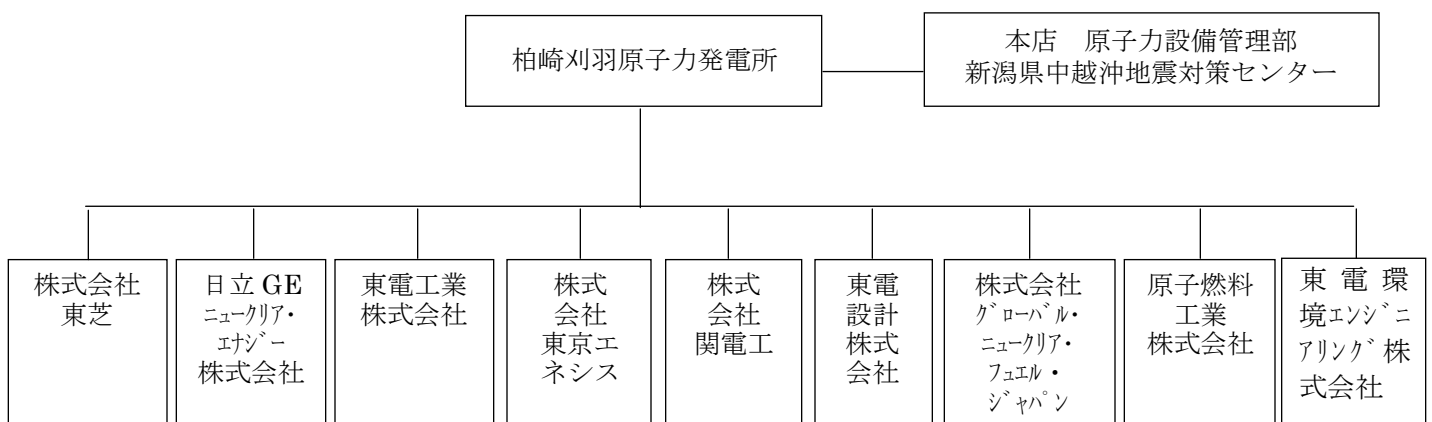 柏崎刈羽原子力発電所
本店　原子力設備管理部
新潟県中越沖地震対策センター
株式会社
東芝
日立 GE
ニュークリア・
エナジー
株式会社
東電工業
株式会社
株式
会社
東京エ
ネシス
株式
会社
関電工
東電
設計
株式
会社
株式会社
グローバル・
ニュークリア・
フュエル・
ジャパン
原子燃料
工業
株式会社
東電環
境エンジニ
アリング株
式会社